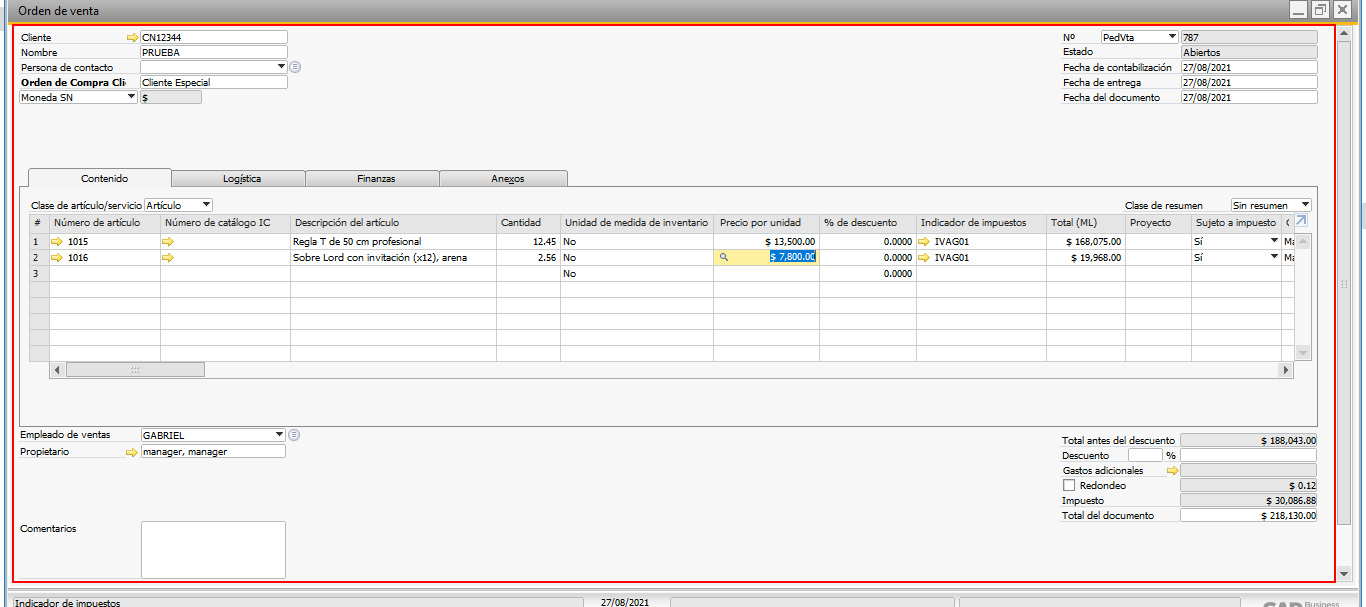 Orden de venta
Cliente CN12344
Nombre PRUEBA
Persona de contacto
Orden de Compra Cli Cliente Especial
Moneda SN $
Nº PedVta 787
Estado Abiertos
Fecha de contabilización 27/08/2021
Fecha de entrega 27/08/2021
Fecha del documento 27/08/2021
Contenido Logística Finanzas Anexos
Clase de artículo/servicio Artículo Clase de resumen Sin resumen
# Número de artículo Número de catálogo IC Descripción del artículo Cantidad Unidad de medida de inventario Precio por unidad % de descuento Indicador de impuestos Total (ML) Proyecto Sujeto a impuesto
1 1015 Regla T de 50 cm profesional 12.45 No $ 13,500.00 0.0000 IVAG01 $ 168,075.00 Sí Ma
2 1016 Sobre Lord con invitación (x12), arena 2.56 No $ 7,800.00 0.0000 IVAG01 $ 19,968.00 Sí Ma
3 No 0.0000
Empleado de ventas GABRIEL
Propietario manager, manager
Comentarios
Total antes del descuento $ 188,043.00
Descuento %
Gastos adicionales
Redondeo $ 0.12
Impuesto $ 30,086.88
Total del documento $ 218,130.00
Indicador de impuestos 27/08/2021 Business